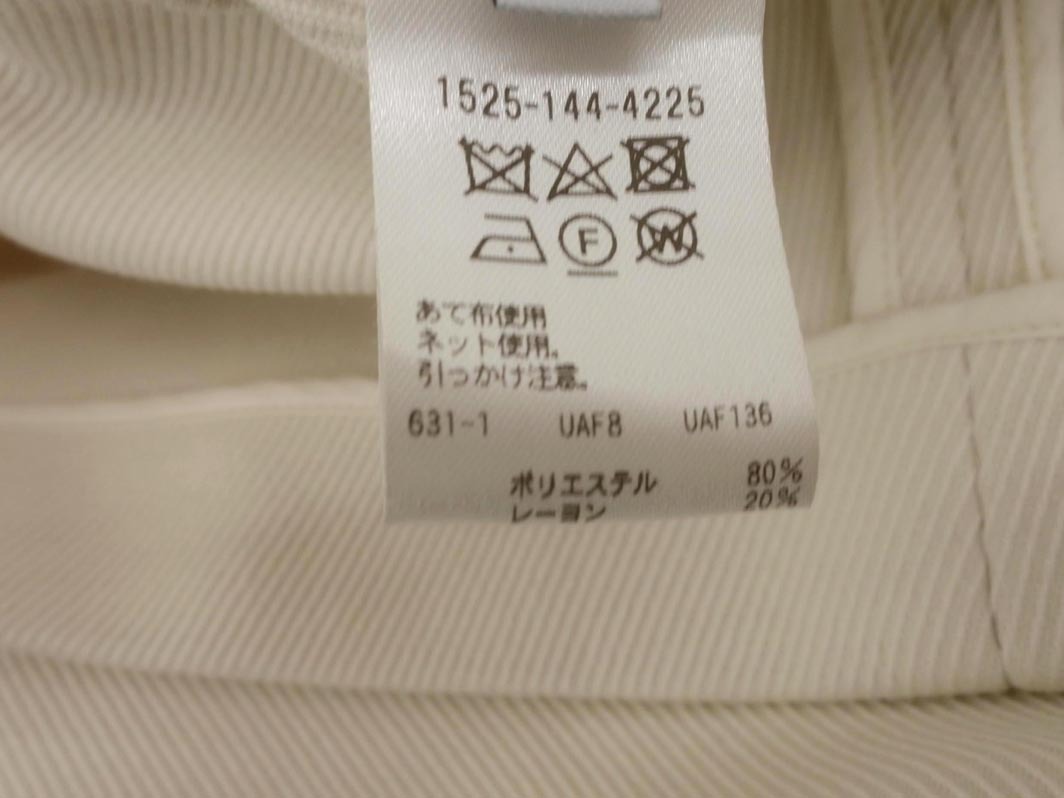 1525-144-4225
F W
あて布使用
ネット使用。
引っかけ注意。
631-1 UAF8 UAF136
ポリエステル 80%
レーヨン 20%